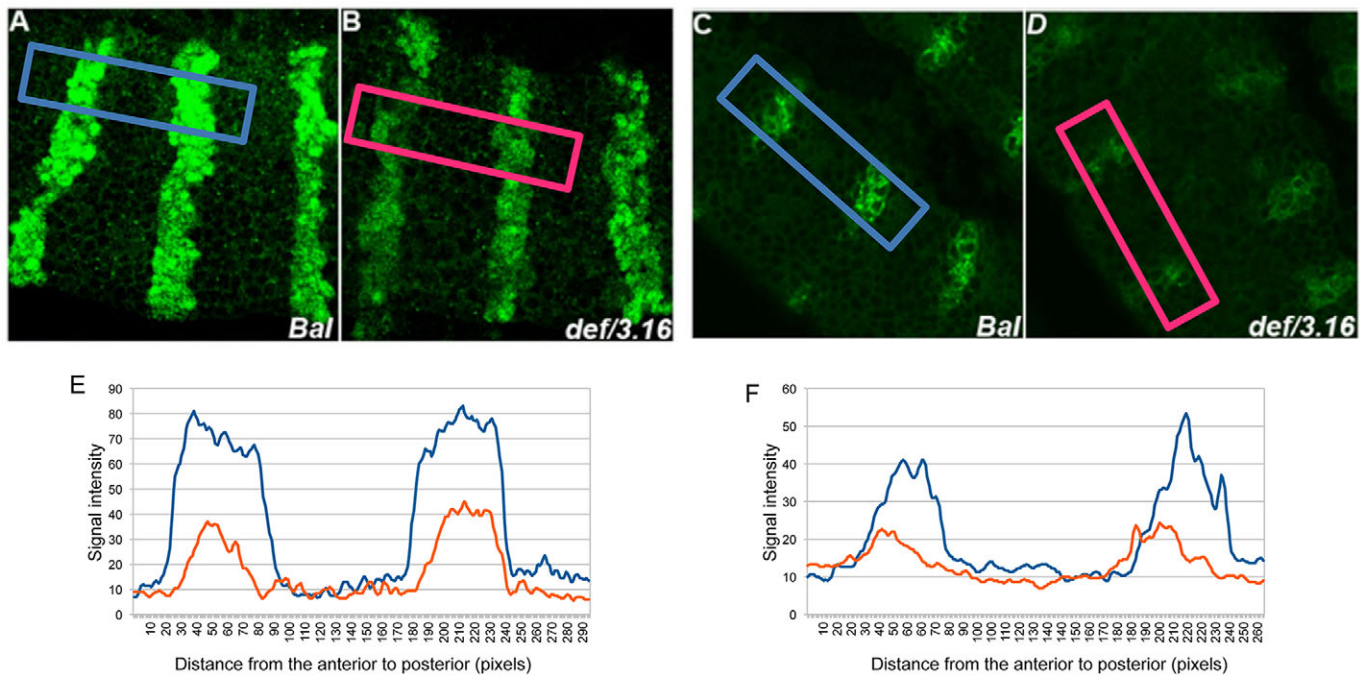 A
Bal
B
def/3.16
C
Bal
D
def/3.16
E
Signal intensity
90
80
70
60
50
40
30
20
10
0
10 20 30 40 50 60 70 80 90 100 110 120 130 140 150 160 170 180 190 200 210 220 230 240 250 260 270 280 290
Distance from the anterior to posterior (pixels)
F
Signal intensity
60
50
40
30
20
10
0
10 20 20 30 40 50 60 60 70 80 90 100 110 120 130 140 150 160 170 180 190 200 210 220 230 240 250 260
Distance from the anterior to posterior (pixels)